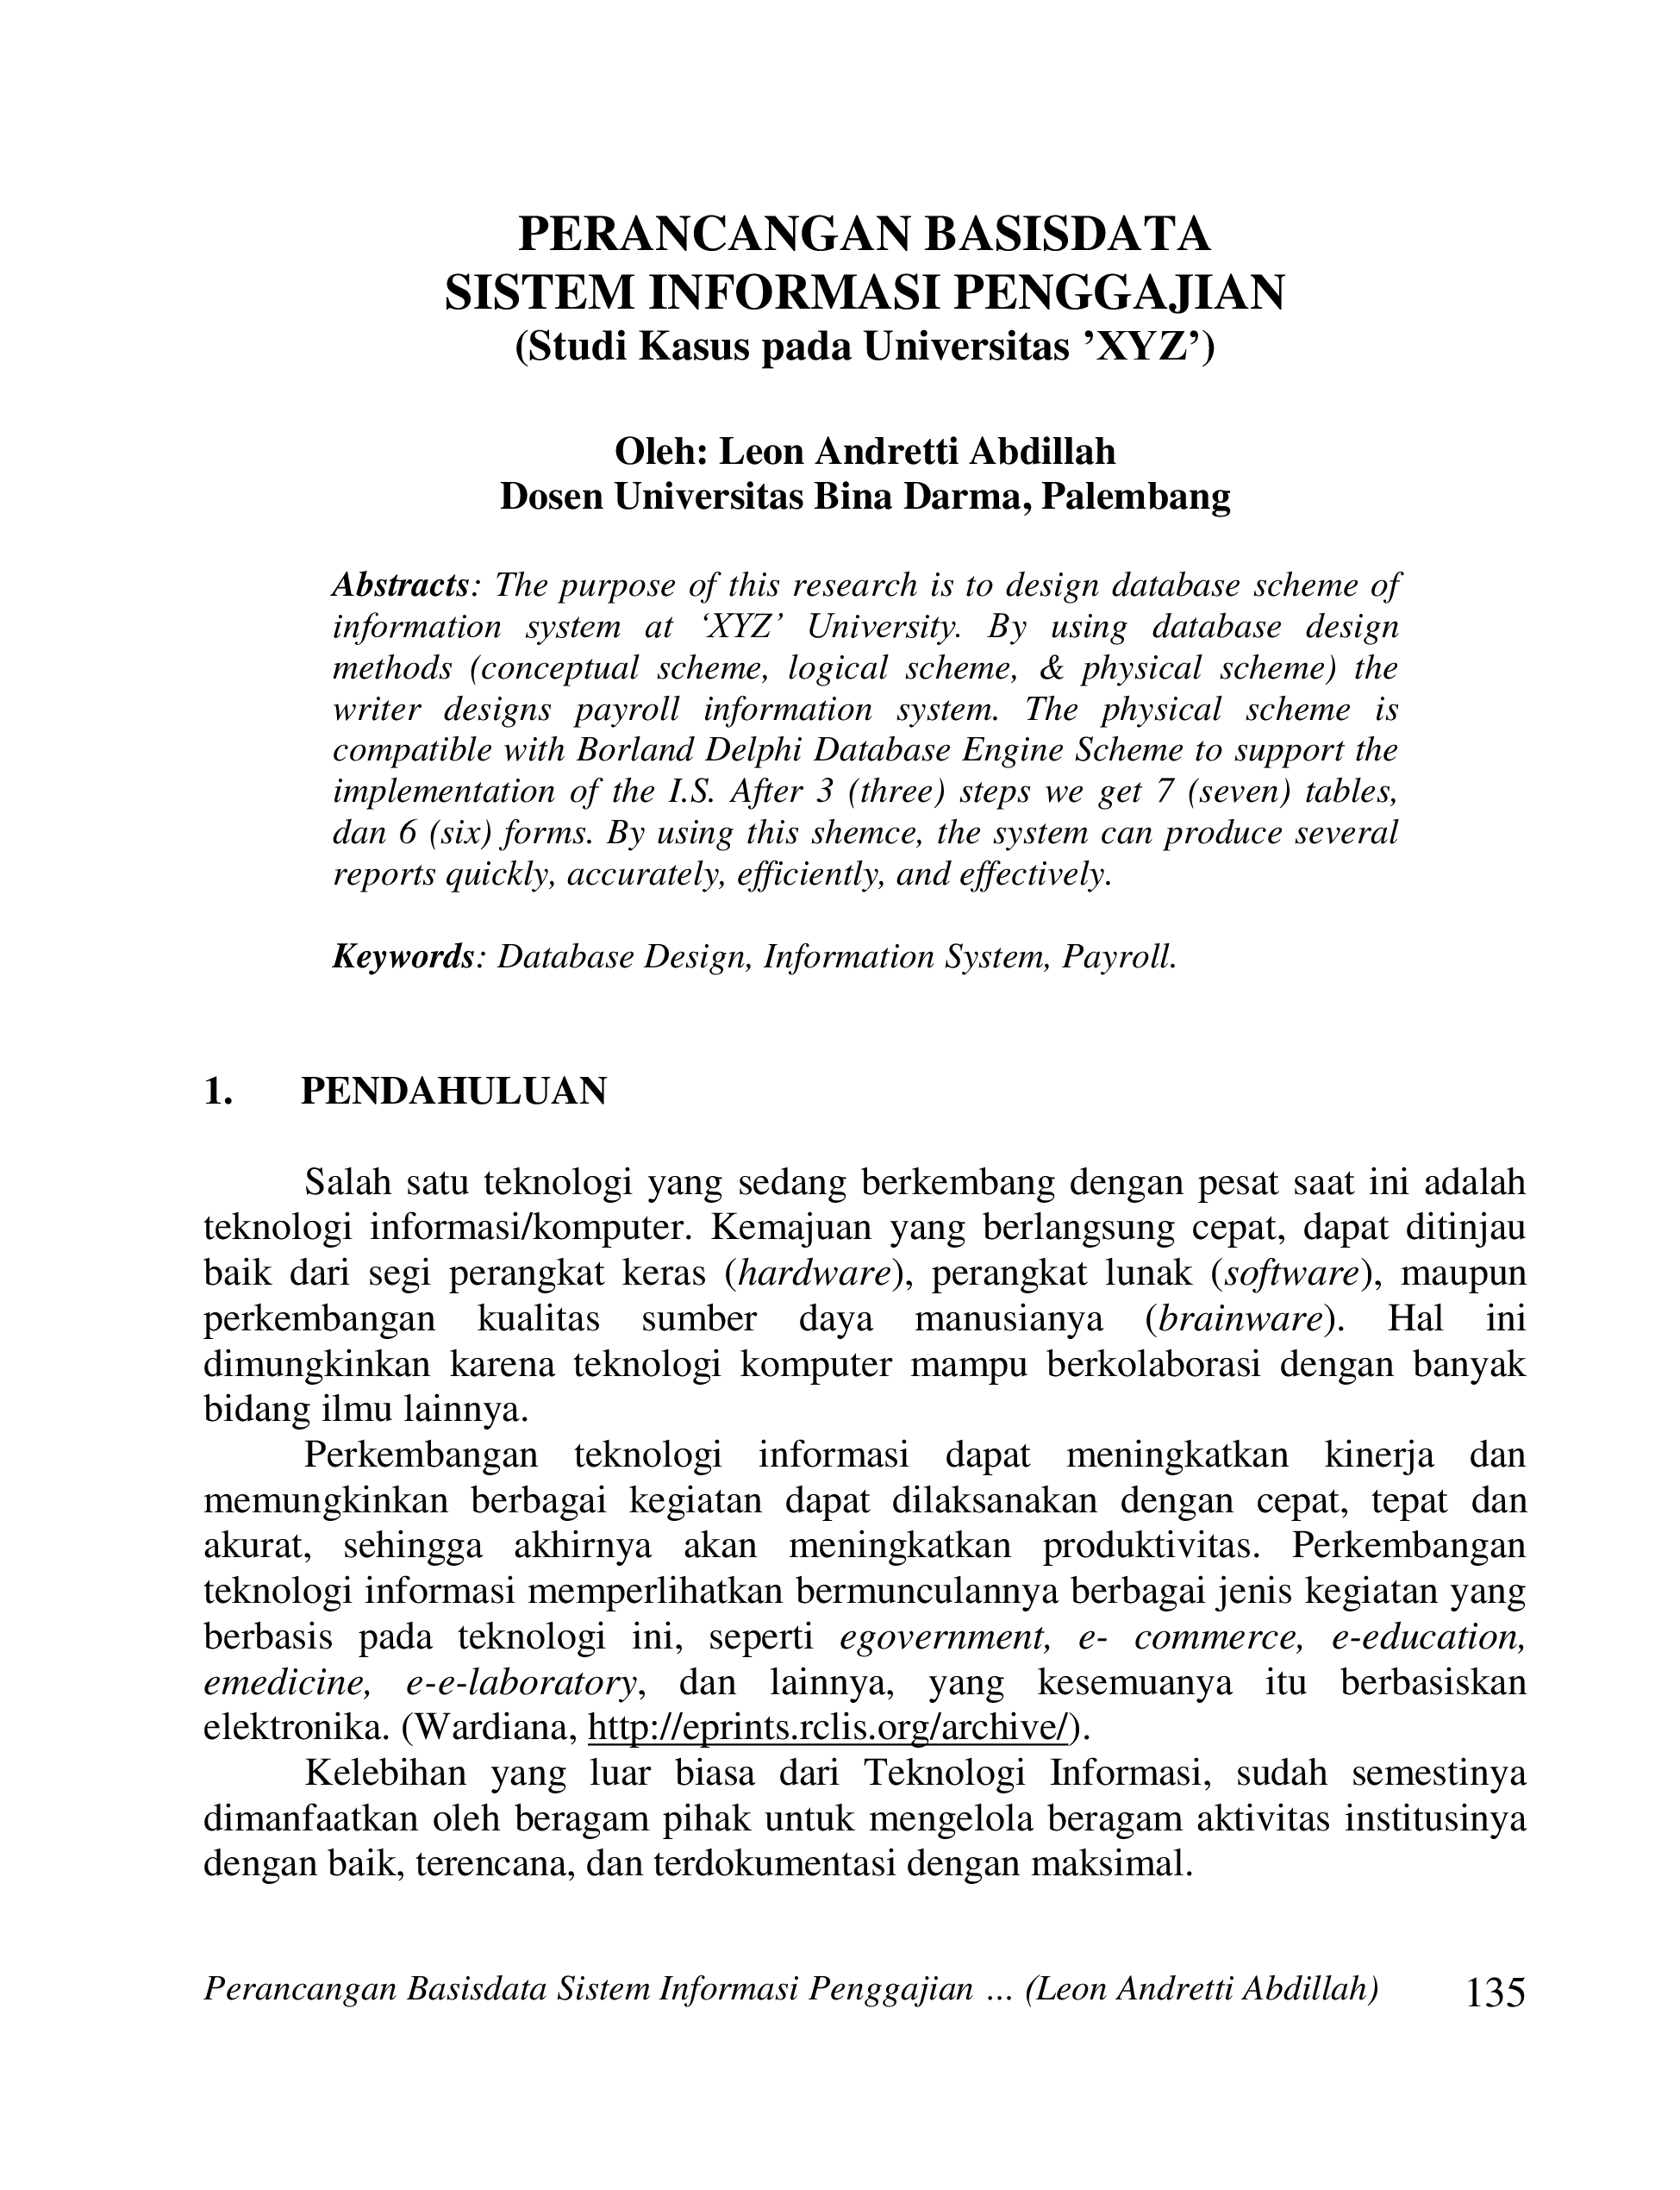 PERANCANGAN BASISDATA
SISTEM INFORMASI PENGGAJIAN
(Studi Kasus pada Universitas ’XYZ’)
Oleh: Leon Andretti Abdillah
Dosen Universitas Bina Darma, Palembang
Abstracts: The purpose of this research is to design database scheme of
information system at ‘XYZ’ University. By using database design
methods (conceptual scheme, logical scheme, & physical scheme) the
writer designs payroll information system. The physical scheme is
compatible with Borland Delphi Database Engine Scheme to support the
implementation of the I.S. After 3 (three) steps we get 7 (seven) tables,
dan 6 (six) forms. By using this shemce, the system can produce several
reports quickly, accurately, efficiently, and effectively.
Keywords: Database Design, Information System, Payroll.
1. PENDAHULUAN
Salah satu teknologi yang sedang berkembang dengan pesat saat ini adalah
teknologi informasi/komputer. Kemajuan yang berlangsung cepat, dapat ditinjau
baik dari segi perangkat keras (hardware), perangkat lunak (software), maupun
perkembangan kualitas sumber daya manusianya (brainware). Hal ini
dimungkinkan karena teknologi komputer mampu berkolaborasi dengan banyak
bidang ilmu lainnya.
Perkembangan teknologi informasi dapat meningkatkan kinerja dan
memungkinkan berbagai kegiatan dapat dilaksanakan dengan cepat, tepat dan
akurat, sehingga akhirnya akan meningkatkan produktivitas. Perkembangan
teknologi informasi memperlihatkan bermunculannya berbagai jenis kegiatan yang
berbasis pada teknologi ini, seperti egovernment, e- commerce, e-education,
emedicine, e-e-laboratory, dan lainnya, yang kesemuanya itu berbasiskan
elektronika. (Wardiana, http://eprints.rclis.org/archive/).
Kelebihan yang luar biasa dari Teknologi Informasi, sudah semestinya
dimanfaatkan oleh beragam pihak untuk mengelola beragam aktivitas institusinya
dengan baik, terencana, dan terdokumentasi dengan maksimal.
Perancangan Basisdata Sistem Informasi Penggajian … (Leon Andretti Abdillah) 135